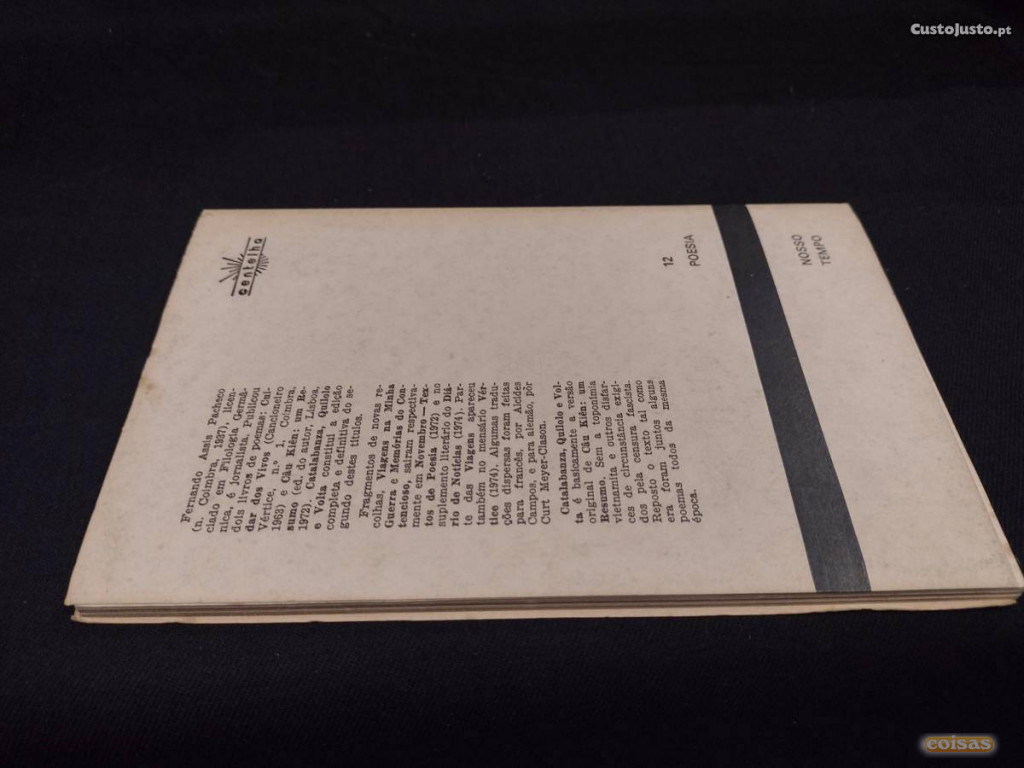 CustoJusto.pt
centelha
Fernando Assis Pacheco
(n. Coimbra, 1937), licen-
ciado em Filologia Germâ-
nica, é jornalista. Publicou
dois livros de poemas: Cui-
dar dos Vivos (Cancioneiro
Vértice, n.º 1. Coimbra,
1963) e Câu Kiên: um Re-
sumo (ed. do autor, Lisboa,
1972). Catalabanza, Quilolo
e Volta constitui a edição
completa e definitiva do se-
gundo destes títulos.
Fragmentos de novas re-
colhas, Viagens na Minha
Guerra e Memórias do Con-
tencioso, saíram respectiva-
mente em Novembro — Tex-
tos de Poesia (1972) e no
suplemento literário do Diá-
rio de Notícias (1974). Par-
te das Viagens apareceu
também no mensário Vér-
tice (1974). Algumas tradu-
ções dispersas foram feitas
para francês, por Alcides
Campos, e para alemão, por
Curt Meyer-Clason.
Catalabanza, Quilolo e Vol-
ta é basicamente a versão
original de Câu Kiên: um
Resumo. Sem a toponímia
vietnamita e outros disfar-
ces de circunstância exigi-
dos pela censura fascista.
Reposto o texto tal como
era foram juntos alguns
poemas todos da mesma
época.
12
POESIA
NOSSO
TEMPO
coisas